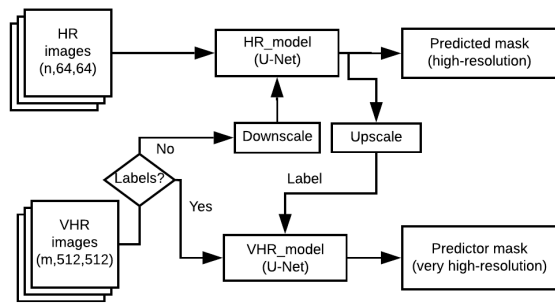 HR
images
(n,64,64)
HR_model
(U-Net)
Predicted mask
(high-resolution)
No
Downscale
Upscale
Labels?
Label
Yes
VHR
images
(m,512,512)
VHR_model
(U-Net)
Predictor mask
(very high-resolution)